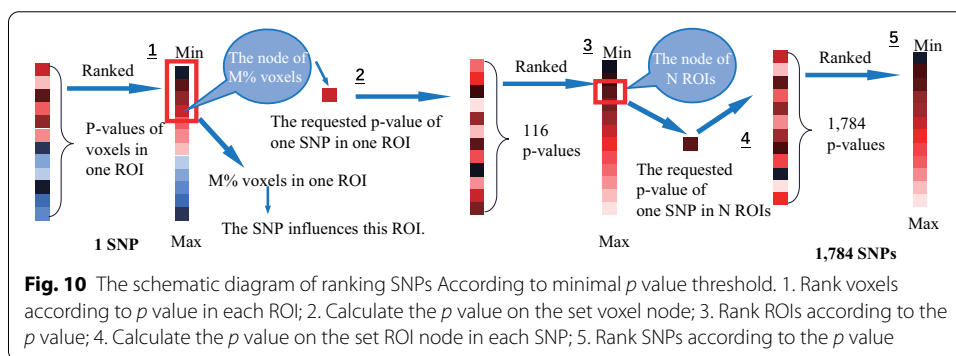 1
Min
Ranked
P-values of
voxels in
one ROI
1 SNP
Max
The node of
M% voxels
2
The requested p-value of
one SNP in one ROI
M% voxels in one ROI
The SNP influences this ROI.
Ranked
116
p-values
3
Min
Max
The node of
N ROIs
The requested
p-value of
one SNP in N ROIs
4
Ranked
1,784
p-values
5
Min
Max
1,784 SNPs
Fig. 10 The schematic diagram of ranking SNPs According to minimal p value threshold. 1. Rank voxels
according to p value in each ROI; 2. Calculate the p value on the set voxel node; 3. Rank ROIs according to the
p value; 4. Calculate the p value on the set ROI node in each SNP; 5. Rank SNPs according to the p value